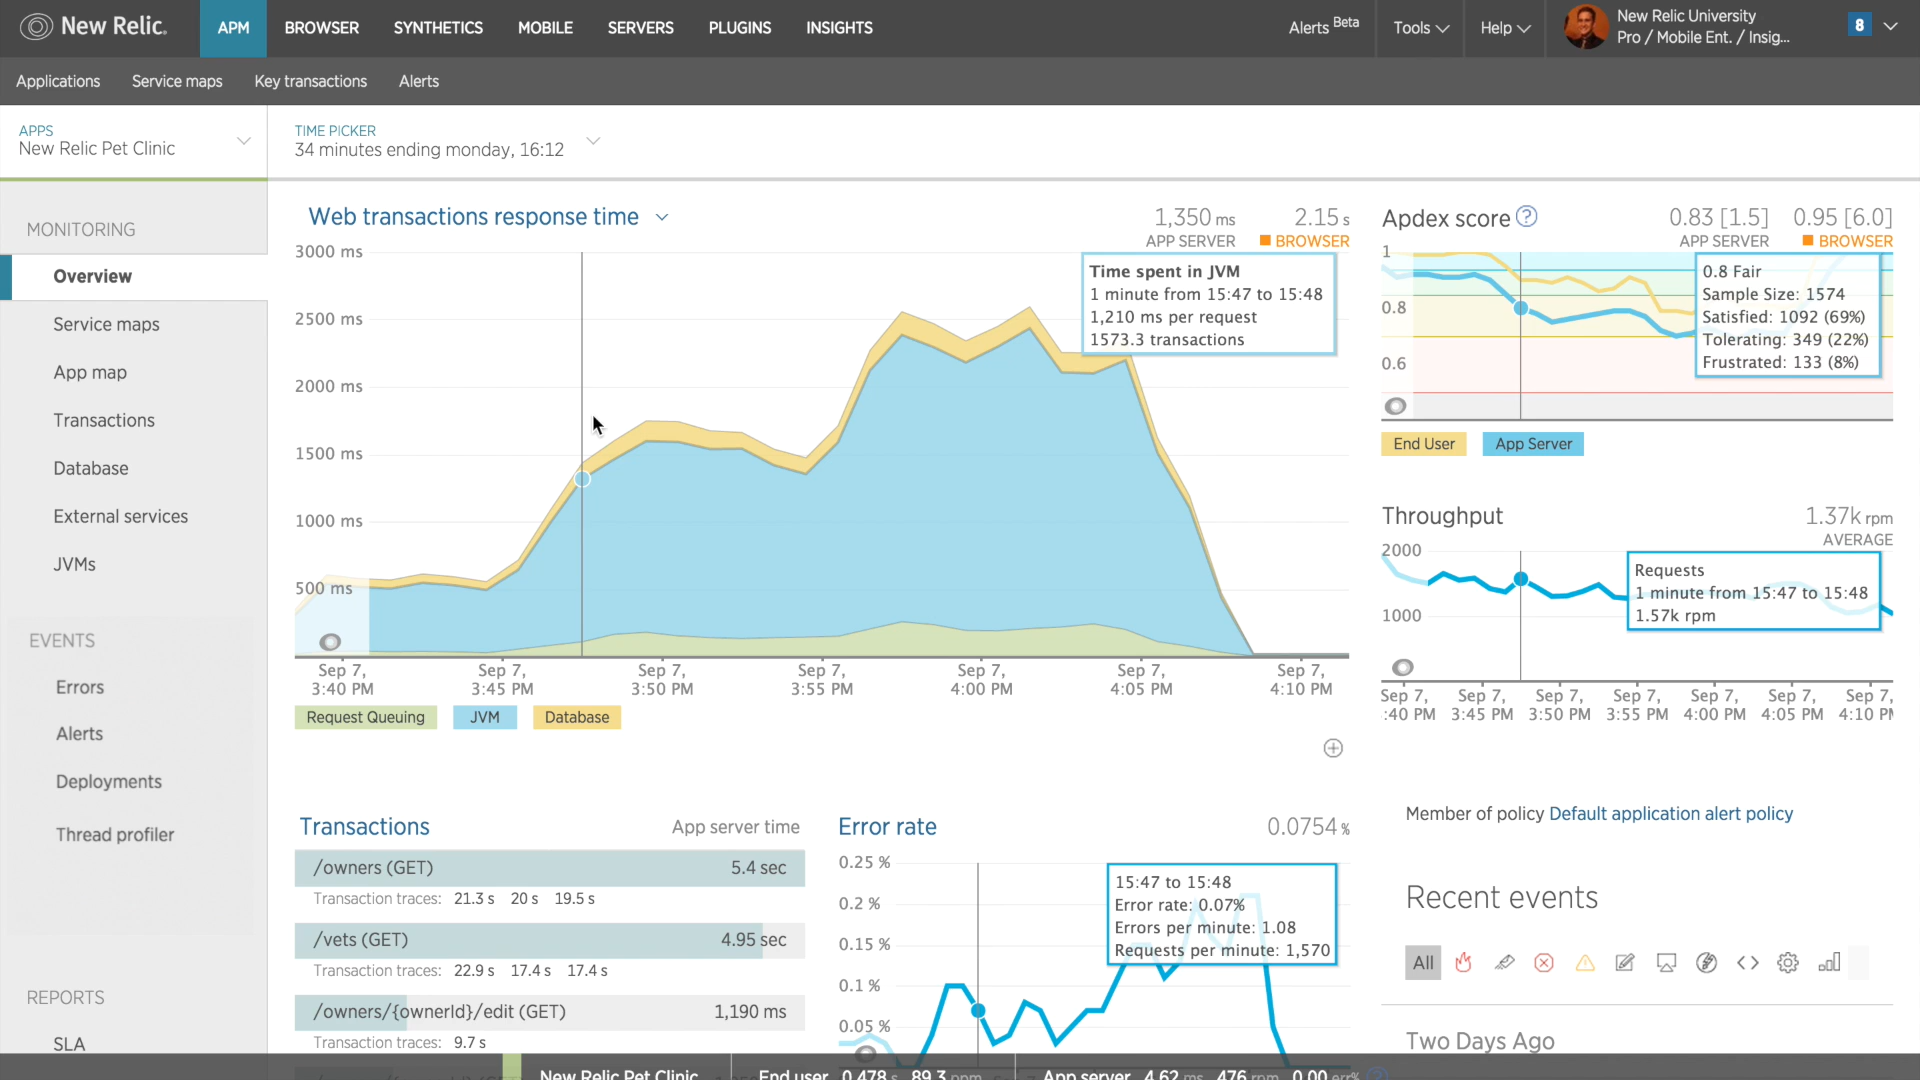 New Relic.
APM
BROWSER
SYNTHETICS
MOBILE
SERVERS
PLUGINS
INSIGHTS
Alerts Beta
Tools
Help
New Relic University
Pro / Mobile Ent. / Insig...
8
Applications
Service maps
Key transactions
Alerts
APPS
New Relic Pet Clinic
TIME PICKER
34 minutes ending monday, 16:12
MONITORING
Overview
Service maps
App map
Transactions
Database
External services
JVMs
EVENTS
Errors
Alerts
Deployments
Thread profiler
REPORTS
SLA
Web transactions response time
1,350 ms
APP SERVER
2.15 s
BROWSER
3000 ms
2500 ms
2000 ms
1500 ms
1000 ms
500 ms
Time spent in JVM
1 minute from 15:47 to 15:48
1,210 ms per request
1573.3 transactions
Sep 7, 3:40 PM
Sep 7, 3:45 PM
Sep 7, 3:50 PM
Sep 7, 3:55 PM
Sep 7, 4:00 PM
Sep 7, 4:05 PM
Sep 7, 4:10 PM
Request Queuing
JVM
Database
Apdex score ?
0.83 [1.5]
APP SERVER
0.95 [6.0]
BROWSER
1
0.8
0.6
0.8 Fair
Sample Size: 1574
Satisfied: 1092 (69%)
Tolerating: 349 (22%)
Frustrated: 133 (8%)
End User
App Server
Throughput
1.37k rpm
AVERAGE
2000
1000
Requests
1 minute from 15:47 to 15:48
1.57k rpm
Sep 7, :40 PM
Sep 7, 3:45 PM
Sep 7, 3:50 PM
Sep 7, 3:55 PM
Sep 7, 4:00 PM
Sep 7, 4:05 PM
Sep 7, 4:10 PM
Transactions
App server time
/owners (GET)
5.4 sec
Transaction traces: 21.3 s 20 s 19.5 s
/vets (GET)
4.95 sec
Transaction traces: 22.9 s 17.4 s 17.4 s
/owners/{ownerId}/edit (GET)
1,190 ms
Transaction traces: 9.7 s
Error rate
0.0754 %
0.25 %
0.2 %
0.15 %
0.1 %
0.05 %
15:47 to 15:48
Error rate: 0.07%
Errors per minute: 1.08
Requests per minute: 1,570
Member of policy Default application alert policy
Recent events
All
Two Days Ago
New Relic Pet Clinic
End user 0.478 s 89.3 ppm
App server 4.62 ms 476 rpm 0.00 err%